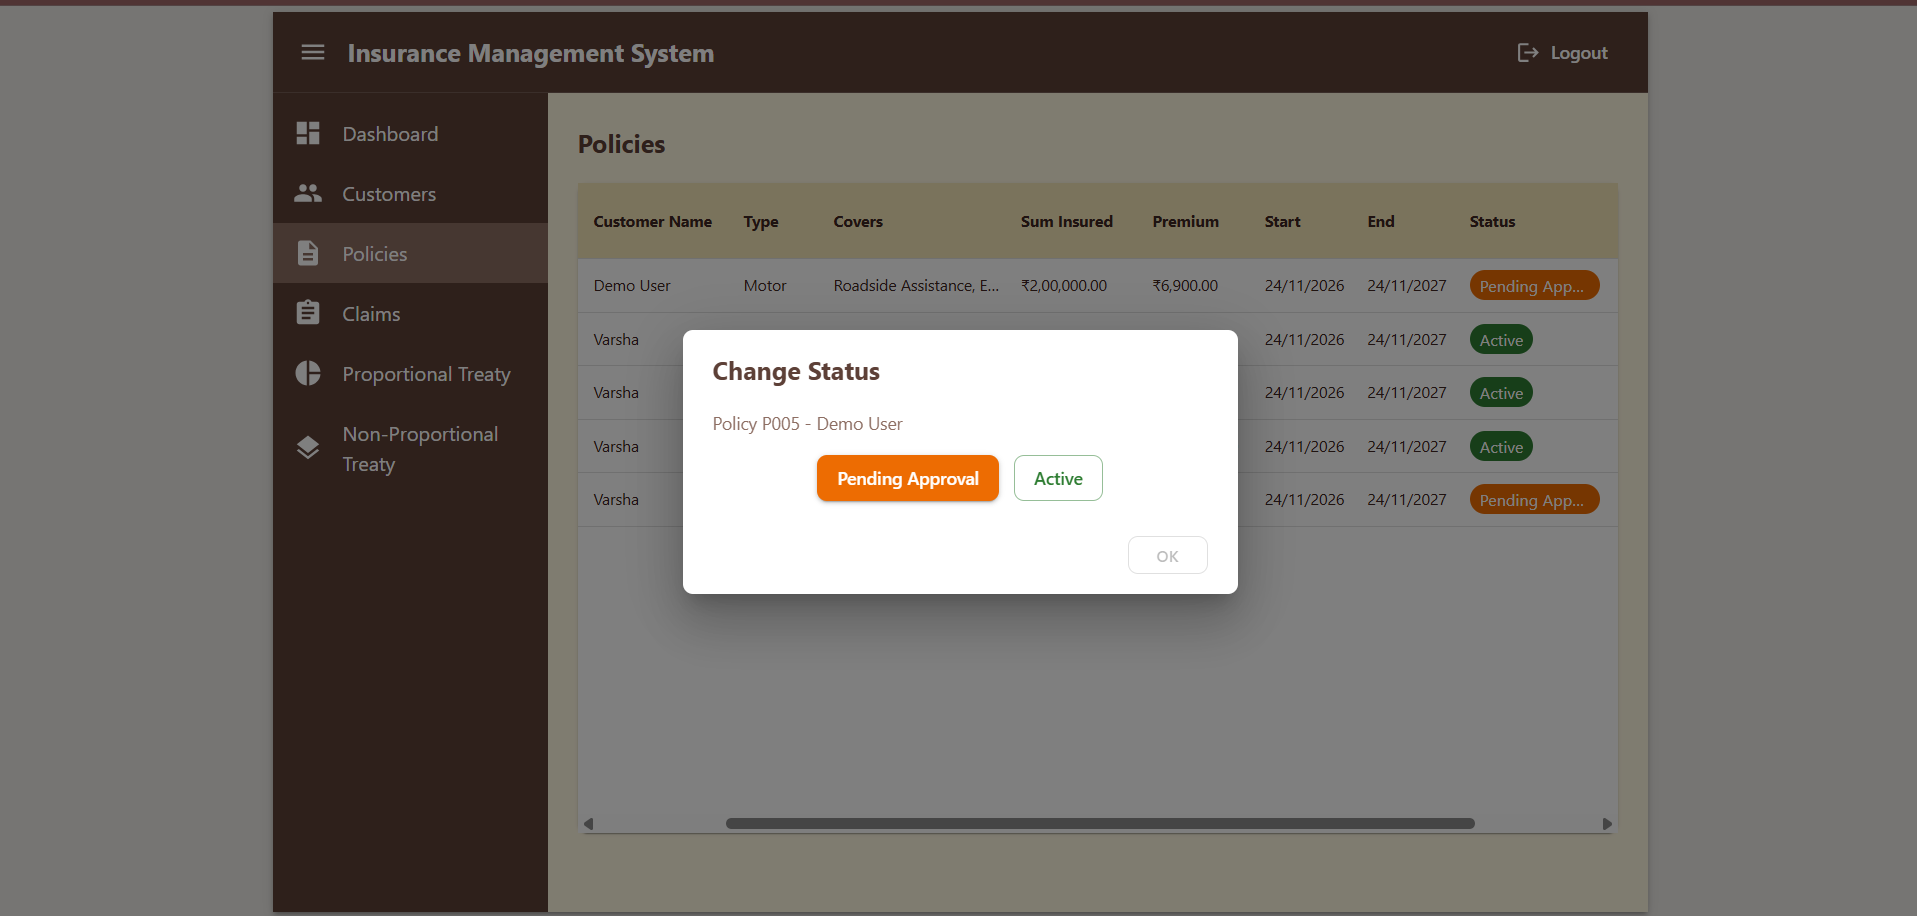 Insurance Management System
Logout
Dashboard
Customers
Policies
Claims
Proportional Treaty
Non-Proportional
Treaty
Policies
Customer Name Type Covers Sum Insured Premium Start End Status
Demo User Motor Roadside Assistance, E... ₹2,00,000.00 ₹6,900.00 24/11/2026 24/11/2027 Pending App...
Varsha 24/11/2026 24/11/2027 Active
Varsha 24/11/2026 24/11/2027 Active
Varsha 24/11/2026 24/11/2027 Active
Varsha 24/11/2026 24/11/2027 Pending App...
Change Status
Policy P005 - Demo User
Pending Approval Active
OK